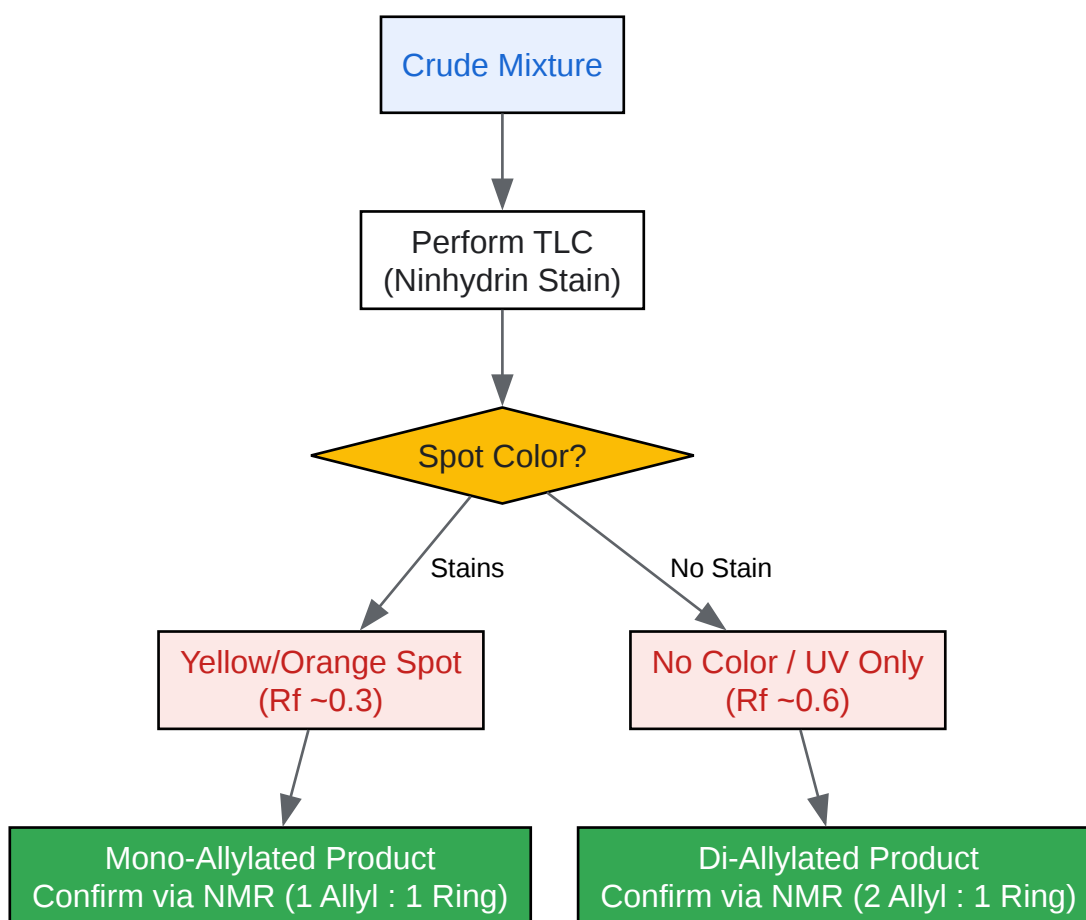 Crude Mixture
Perform TLC
(Ninhydrin Stain)
Spot Color?
Stains
No Stain
Yellow/Orange Spot
(Rf ~0.3)
No Color / UV Only
(Rf ~0.6)
Mono-Allylated Product
Confirm via NMR (1 Allyl : 1 Ring)
Di-Allylated Product
Confirm via NMR (2 Allyl : 1 Ring)